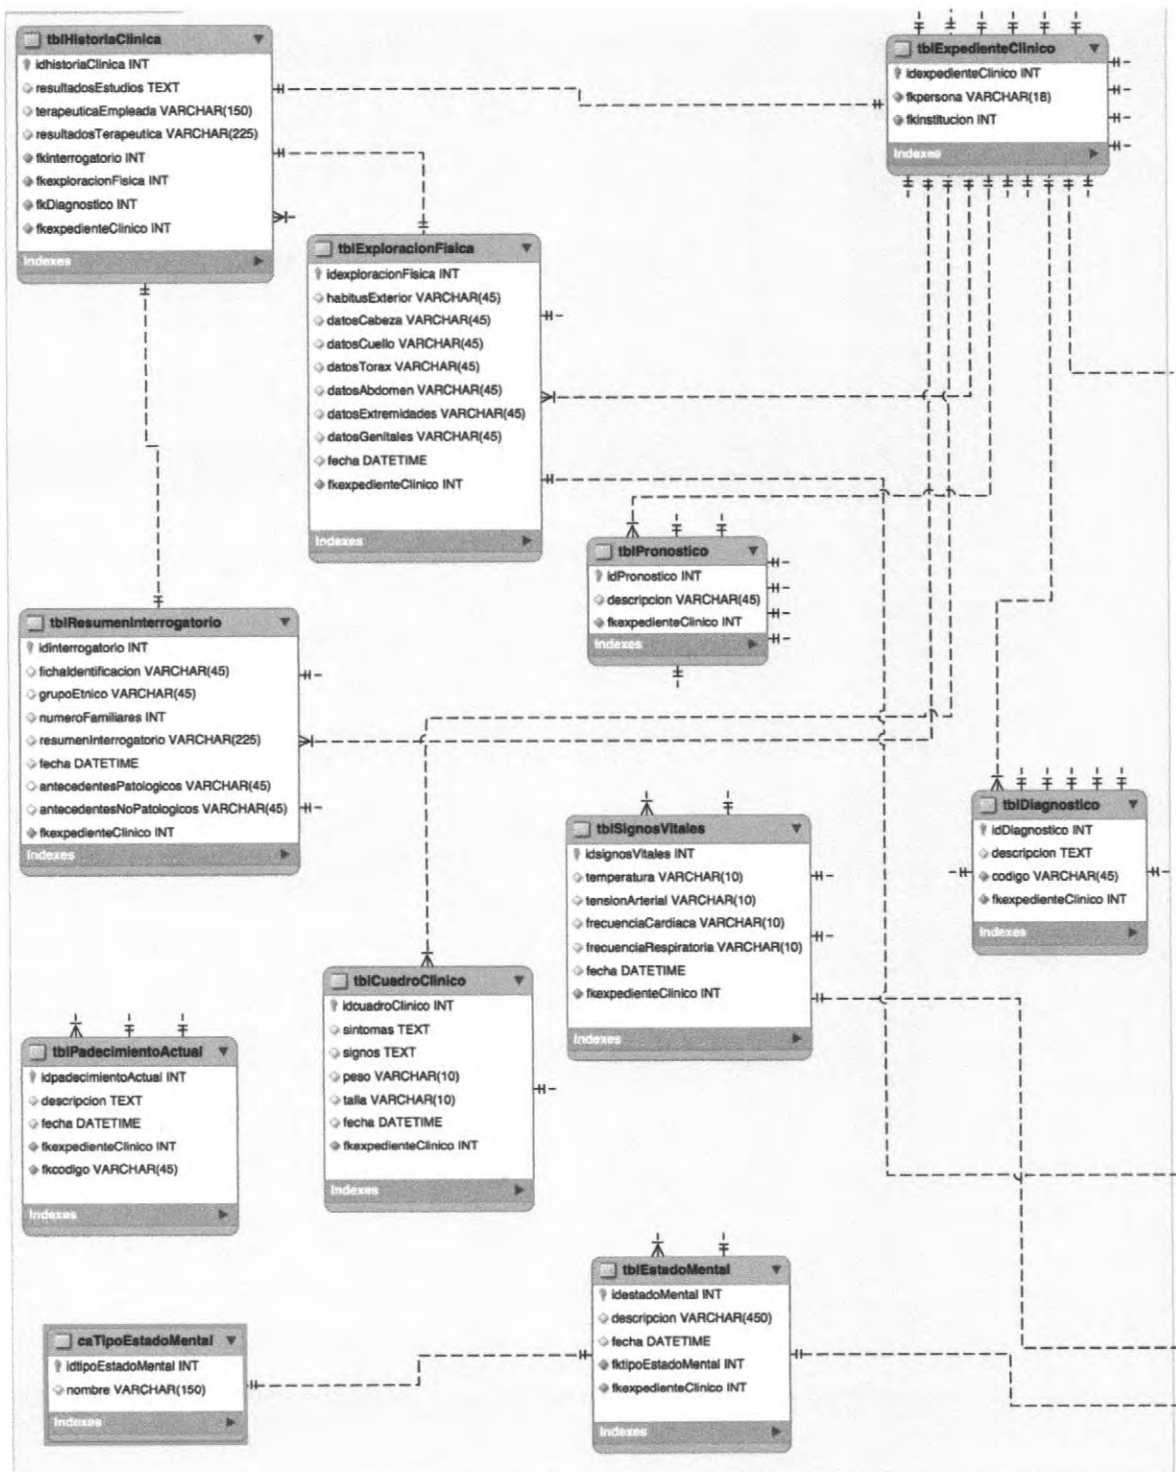 tblHistoriaClinica
idhistoriaClinica INT
resultadosEstudios TEXT
terapeuticaEmpleada VARCHAR(150)
resultadosTerapeutica VARCHAR(225)
fkinterrogatorio INT
fkexploracionFisica INT
fkDiagnostico INT
fkexpedienteClinico INT
Indexes
tblExpedienteClinico
idexpedienteClinico INT
fkpersona VARCHAR(18)
fkinstitucion INT
Indexes
tblExploracionFisica
idexploracionFisica INT
habitusExterior VARCHAR(45)
datosCabeza VARCHAR(45)
datosCuello VARCHAR(45)
datosTorax VARCHAR(45)
datosAbdomen VARCHAR(45)
datosExtremidades VARCHAR(45)
datosGenitales VARCHAR(45)
fecha DATETIME
fkexpedienteClinico INT
Indexes
tblPronostico
idPronostico INT
descripcion VARCHAR(45)
fkexpedienteClinico INT
Indexes
tblResumenInterrogatorio
idinterrogatorio INT
fichaIdentificacion VARCHAR(45)
grupoEtnico VARCHAR(45)
numeroFamiliares INT
resumenInterrogatorio VARCHAR(225)
fecha DATETIME
antecedentesPatologicos VARCHAR(45)
antecedentesNoPatologicos VARCHAR(45)
fkexpedienteClinico INT
Indexes
tblSignosVitales
idsignosVitales INT
temperatura VARCHAR(10)
tensionArterial VARCHAR(10)
frecuenciaCardiaca VARCHAR(10)
frecuenciaRespiratoria VARCHAR(10)
fecha DATETIME
fkexpedienteClinico INT
Indexes
tblDiagnostico
idDiagnostico INT
descripcion TEXT
codigo VARCHAR(45)
fkexpedienteClinico INT
Indexes
tblCuadroClinico
idcuadroClinico INT
sintomas TEXT
signos TEXT
peso VARCHAR(10)
talla VARCHAR(10)
fecha DATETIME
fkexpedienteClinico INT
Indexes
tblPadecimientoActual
idpadecimientoActual INT
descripcion TEXT
fecha DATETIME
fkexpedienteClinico INT
fkcodigo VARCHAR(45)
Indexes
tblEstadoMental
idestadoMental INT
descripcion VARCHAR(450)
fecha DATETIME
fktipoEstadoMental INT
fkexpedienteClinico INT
Indexes
caTipoEstadoMental
idtipoEstadoMental INT
nombre VARCHAR(150)
Indexes